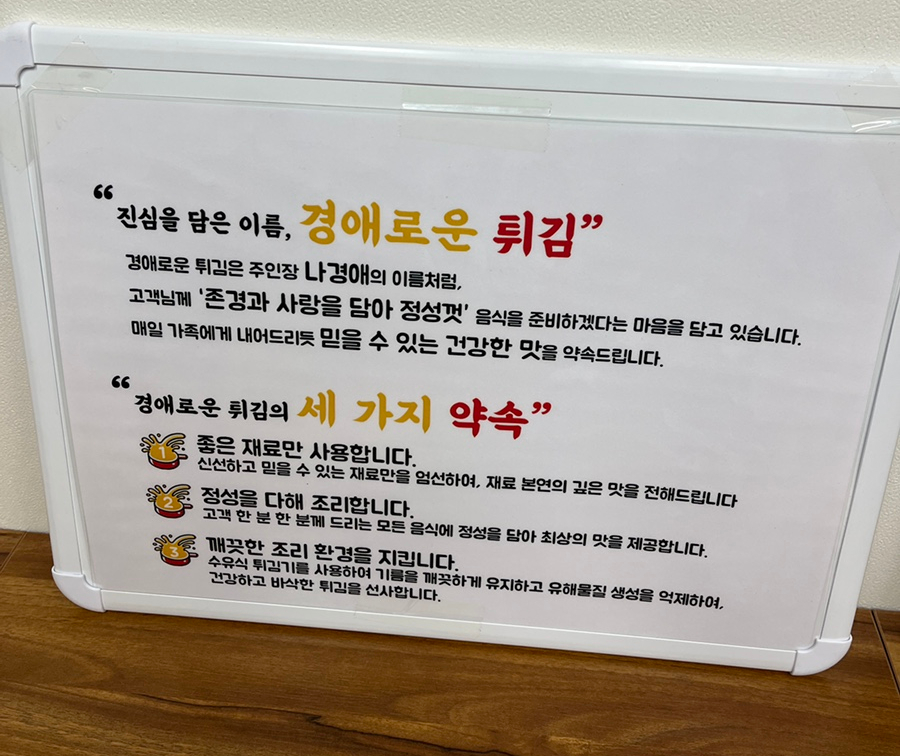 “진심을 담은 이름, 경애로운 튀김”
경애로운 튀김은 주인장 나경애의 이름처럼,
고객님께 '존경과 사랑을 담아 정성껏' 음식을 준비하겠다는 마음을 담고 있습니다.
매일 가족에게 내어드리듯 믿을 수 있는 건강한 맛을 약속드립니다.
“경애로운 튀김의 세 가지 약속”
1 좋은 재료만 사용합니다.
신선하고 믿을 수 있는 재료만을 엄선하여, 재료 본연의 깊은 맛을 전해드립니다
2 정성을 다해 조리합니다.
고객 한 분 한 분께 드리는 모든 음식에 정성을 담아 최상의 맛을 제공합니다.
3 깨끗한 조리 환경을 지킵니다.
수유식 튀김기를 사용하여 기름을 깨끗하게 유지하고 유해물질 생성을 억제하여,
건강하고 바삭한 튀김을 선사합니다.